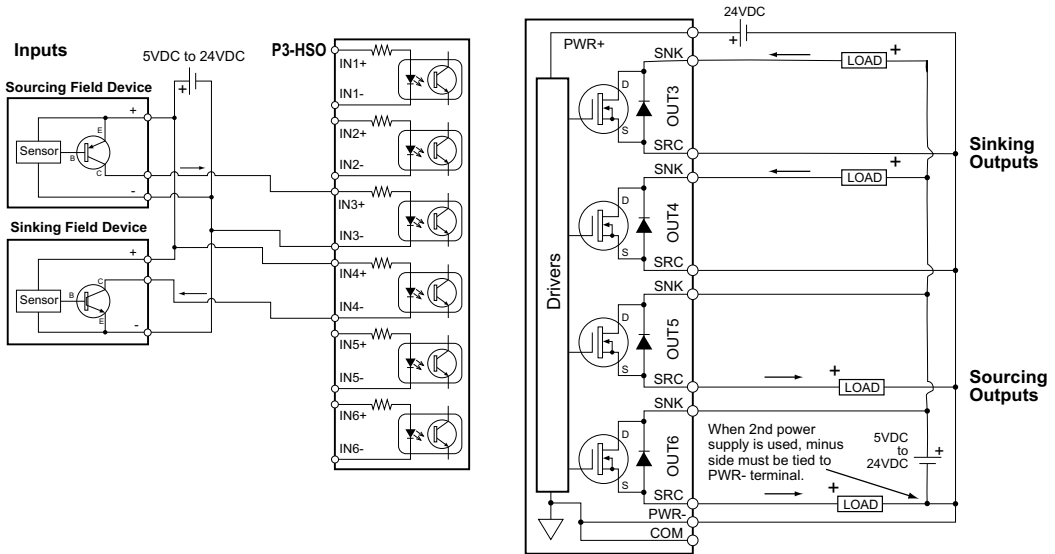 Inputs
5VDC to 24VDC
+
Sourcing Field Device
+
E
Sensor
B
C
-
Sinking Field Device
+
C
Sensor
B
E
-
P3-HSO
IN1+
IN1-
IN2+
IN2-
IN3+
IN3-
IN4+
IN4-
IN5+
IN5-
IN6+
IN6-
24VDC
+
PWR+
SNK
LOAD
+
D
S
OUT3
SRC
Sinking
Outputs
SNK
LOAD
+
D
S
OUT4
SRC
Drivers
SNK
D
S
OUT5
SRC
+
LOAD
Sourcing
Outputs
SNK
D
S
OUT6
When 2nd power
supply is used, minus
side must be tied to
PWR- terminal.
5VDC
to
24VDC
+
SRC
+
LOAD
PWR-
COM